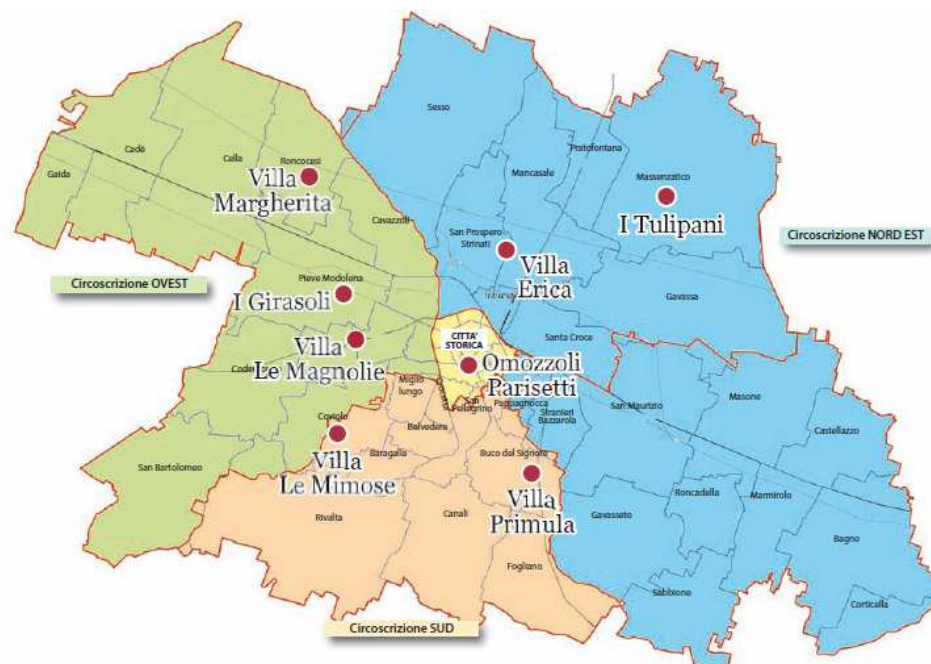 Sesso
Pratofontana
Cadè
Cella
Roncocesi
Gaida
Mancasale
Massenzatico
Villa
Margherita
Cavazzoli
I Tulipani
San Prospero
Strinati
Circoscrizione NORD EST
Villa
Erica
Circoscrizione OVEST
Pieve Modolena
I Girasoli
Gavassa
CITTA'
STORICA
Santa Croce
Villa
Le Magnolie
Omozzoli
Parisetti
Miglio
lungo
San
Pellegrino
Pappagnocca
San Maurizio
Masone
Stranieri
Bazzarola
Castellazzo
Coviolo
Belvedere
Baragalla
Buco del Signore
San Bartolomeo
Villa
Le Mimose
Villa
Primula
Roncadella
Marmirolo
Rivalta
Canali
Gavasseto
Bagno
Fogliano
Sabbione
Corticella
Circoscrizione SUD